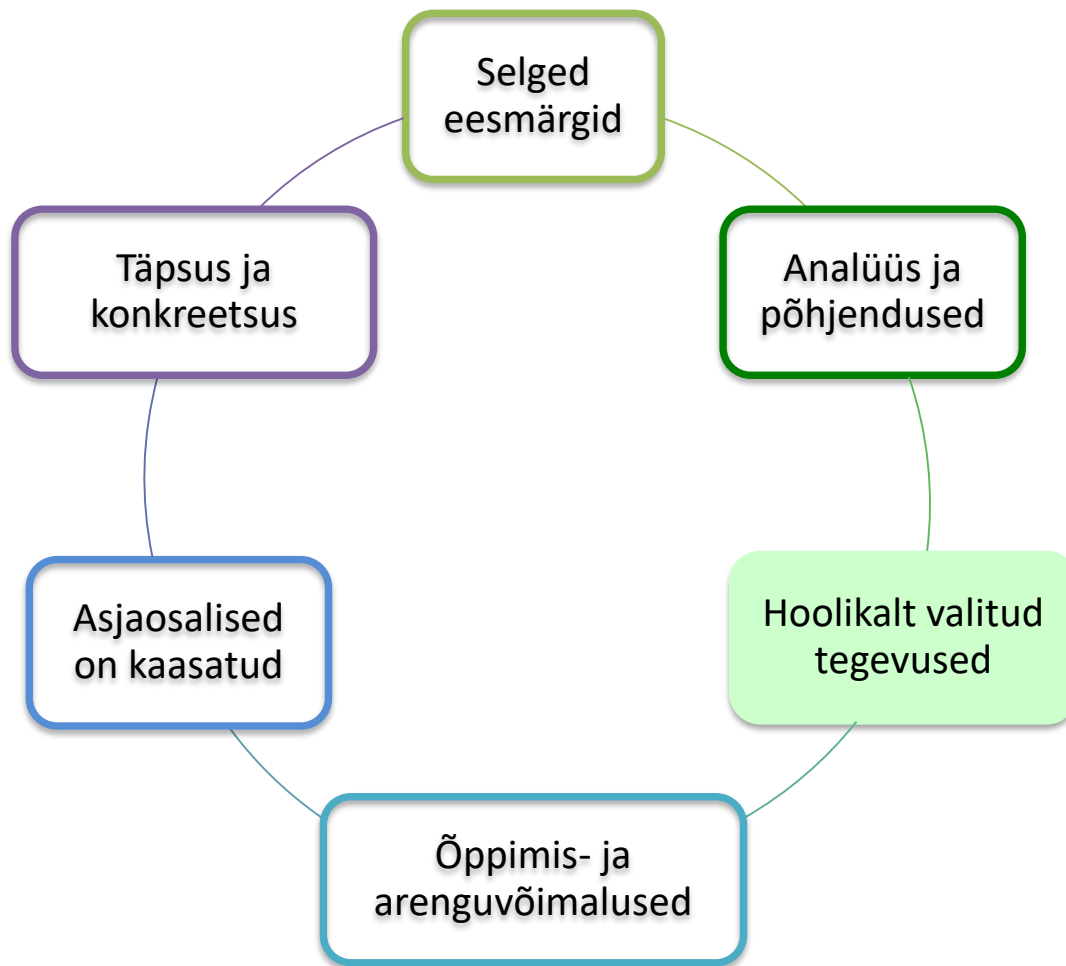 Selged
eesmärgid
Analüüs ja
põhjendused
Hoolikalt valitud
tegevused
Õppimis- ja
arenguvõimalused
Asjaosalised
on kaasatud
Täpsus ja
konkreetsus